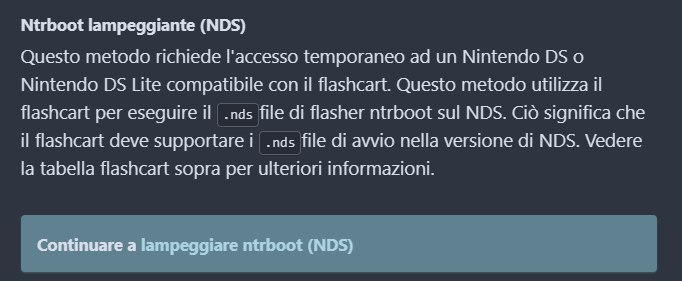 Ntrboot lampeggiante (NDS)
Questo metodo richiede l'accesso temporaneo ad un Nintendo DS o
Nintendo DS Lite compatibile con il flashcart. Questo metodo utilizza il
flashcart per eseguire il .nds file di flasher ntrboot sul NDS. Ciò significa che
il flashcart deve supportare i .nds file di avvio nella versione di NDS. Vedere
la tabella flashcart sopra per ulteriori informazioni.
Continuare a lampeggiare ntrboot (NDS)